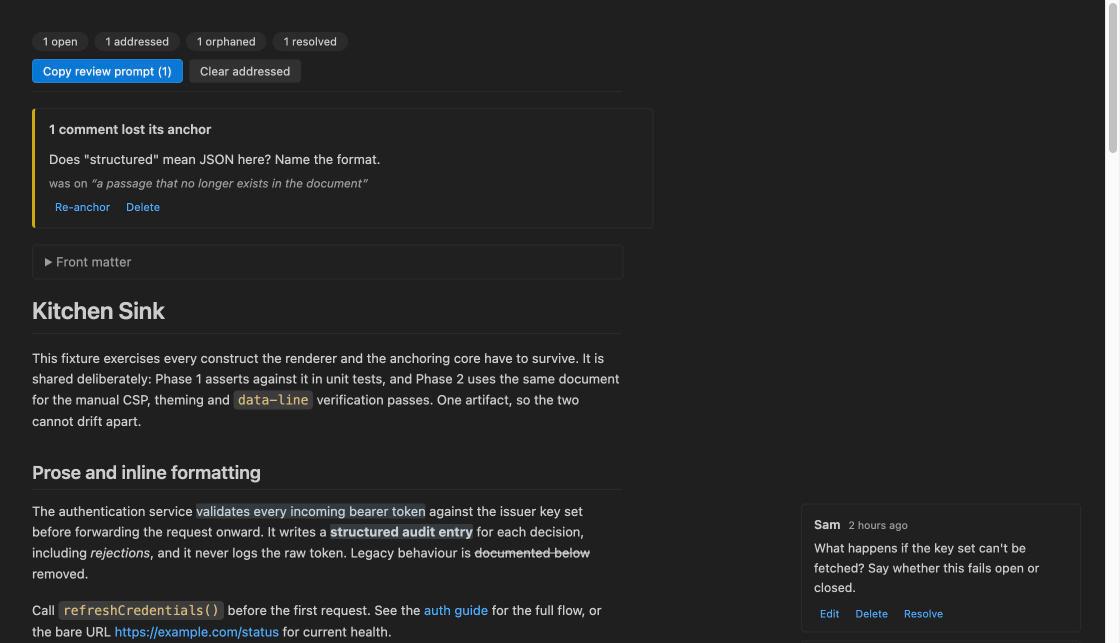 1 open 1 addressed 1 orphaned 1 resolved
Copy review prompt (1) Clear addressed
1 comment lost its anchor
Does "structured" mean JSON here? Name the format.
was on “a passage that no longer exists in the document”
Re-anchor Delete
Front matter
Kitchen Sink
This fixture exercises every construct the renderer and the anchoring core have to survive. It is
shared deliberately: Phase 1 asserts against it in unit tests, and Phase 2 uses the same document
for the manual CSP, theming and data-line verification passes. One artifact, so the two
cannot drift apart.
Prose and inline formatting
The authentication service validates every incoming bearer token against the issuer key set
before forwarding the request onward. It writes a structured audit entry for each decision,
including rejections, and it never logs the raw token. Legacy behaviour is documented below
removed.
Call refreshCredentials() before the first request. See the auth guide for the full flow, or
the bare URL https://example.com/status for current health.
Sam 2 hours ago
What happens if the key set can't be
fetched? Say whether this fails open or
closed.
Edit Delete Resolve